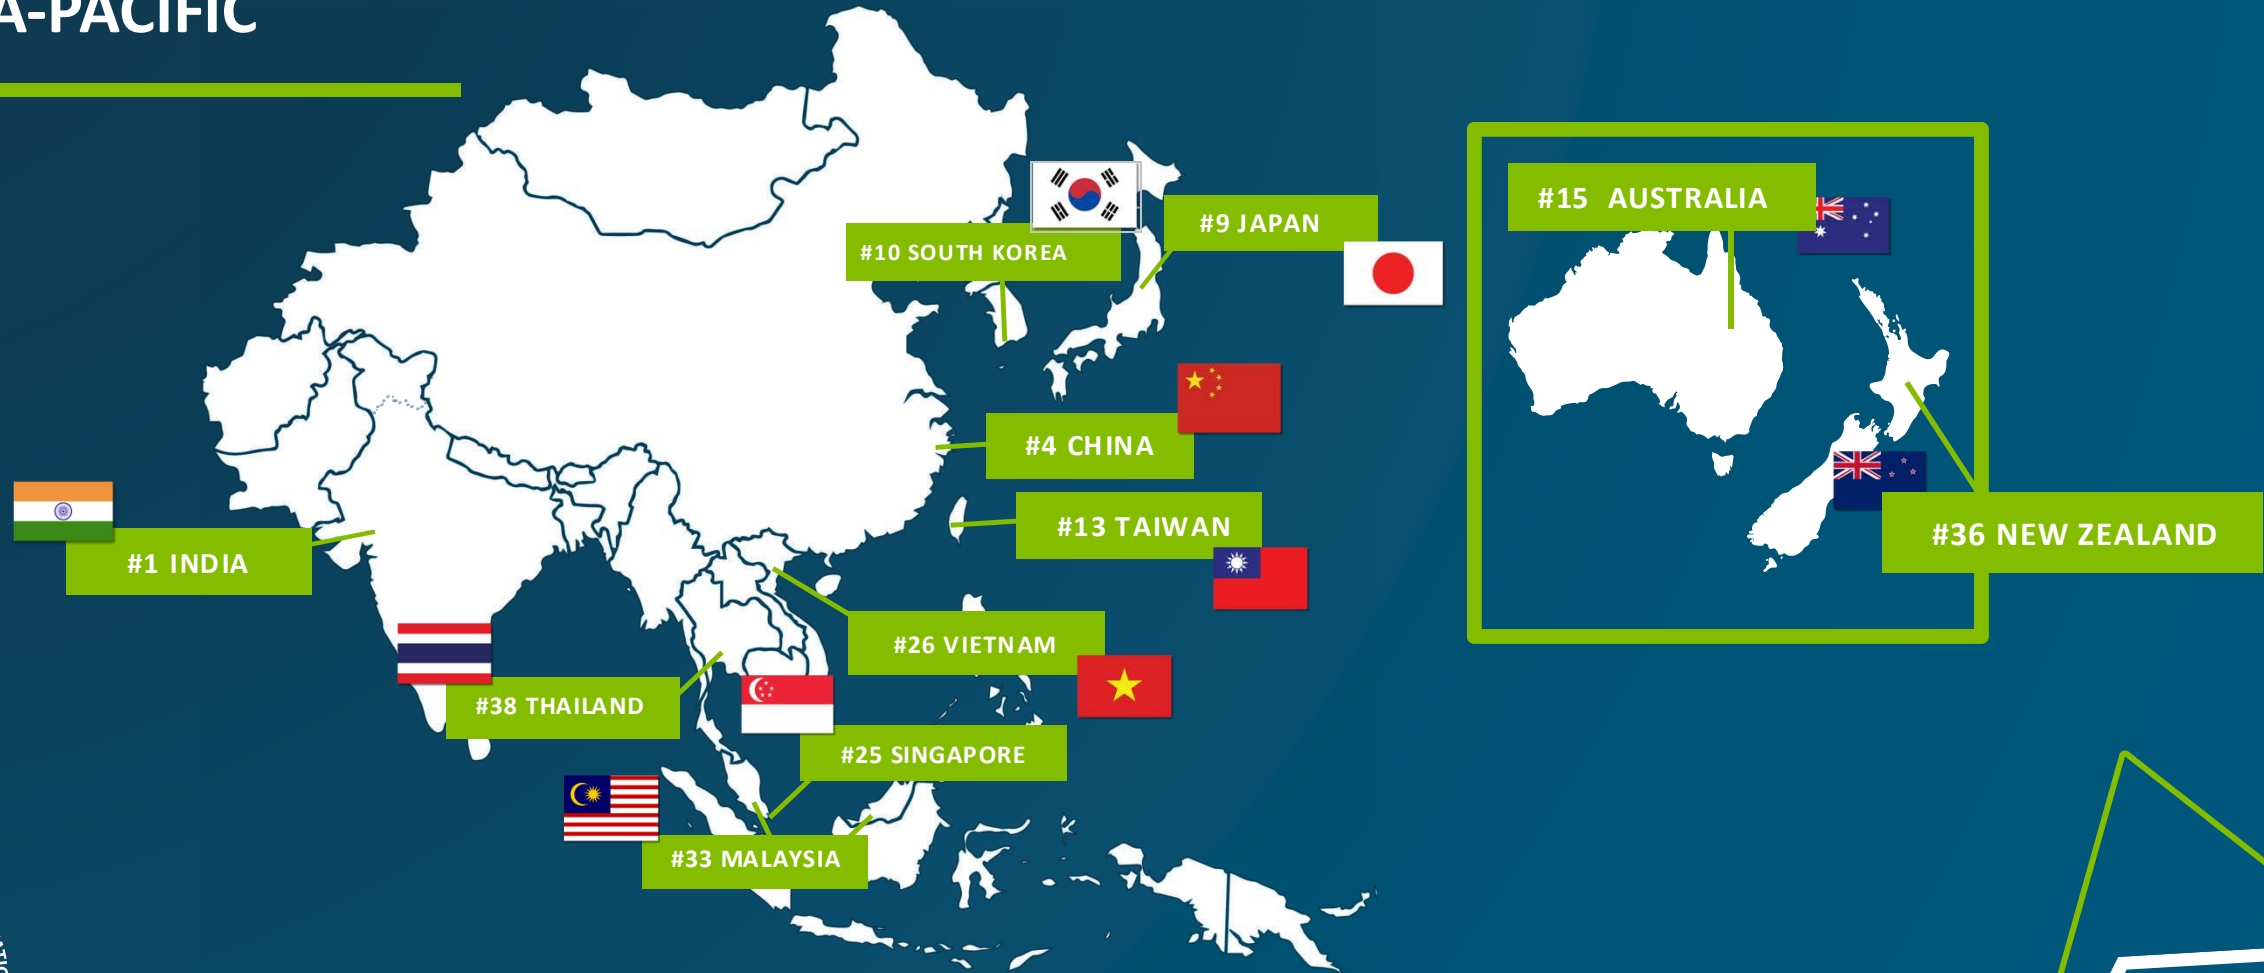 A-PACIFIC
#15 AUSTRALIA
#9 JAPAN
#10 SOUTH KOREA
#4 CHINA
#13 TAIWAN
#36 NEW ZEALAND
#1 INDIA
#26 VIETNAM
#38 THAILAND
#25 SINGAPORE
#33 MALAYSIA